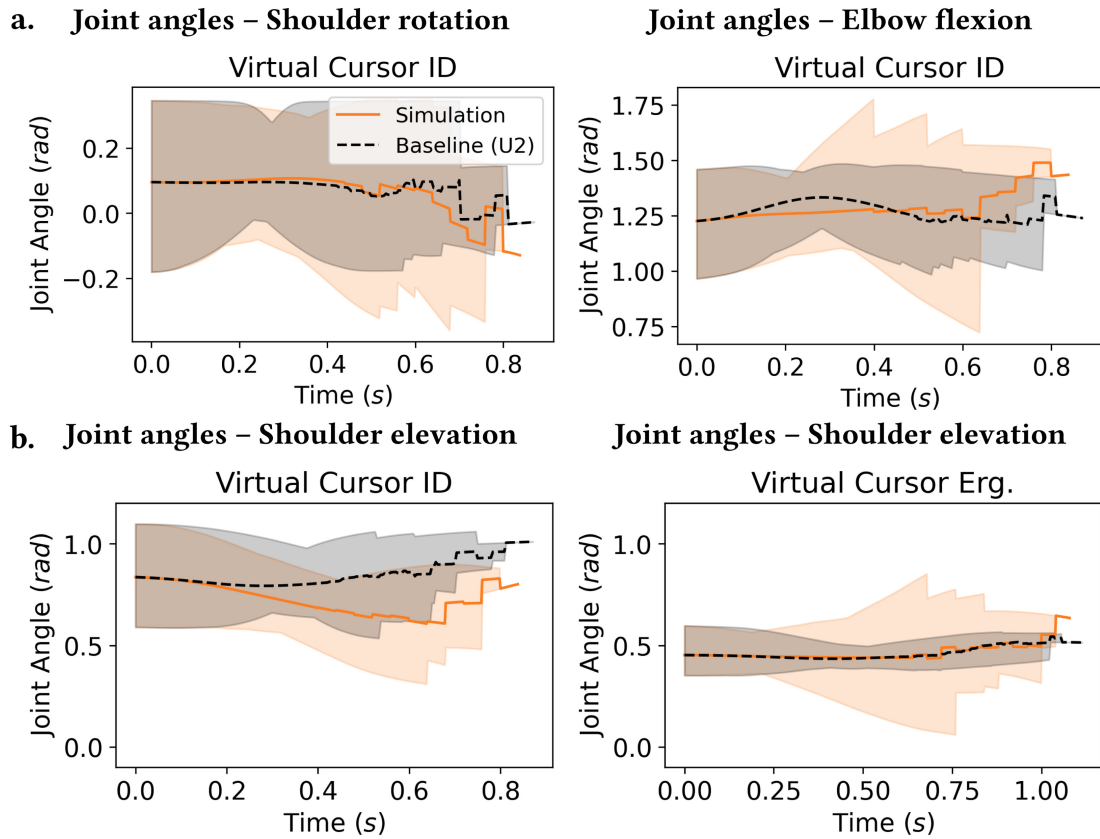 a. Joint angles – Shoulder rotation
Joint angles – Elbow flexion
Virtual Cursor ID
Virtual Cursor ID
Joint Angle (rad)
0.2
0.0
−0.2
Simulation
Baseline (U2)
0.0 0.2 0.4 0.6 0.8
Time (s)
Joint Angle (rad)
1.75
1.50
1.25
1.00
0.75
0.0 0.2 0.4 0.6 0.8
Time (s)
b. Joint angles – Shoulder elevation
Joint angles – Shoulder elevation
Virtual Cursor ID
Virtual Cursor Erg.
Joint Angle (rad)
1.0
0.5
0.0
0.0 0.2 0.4 0.6 0.8
Time (s)
Joint Angle (rad)
1.0
0.5
0.0
0.00 0.25 0.50 0.75 1.00
Time (s)